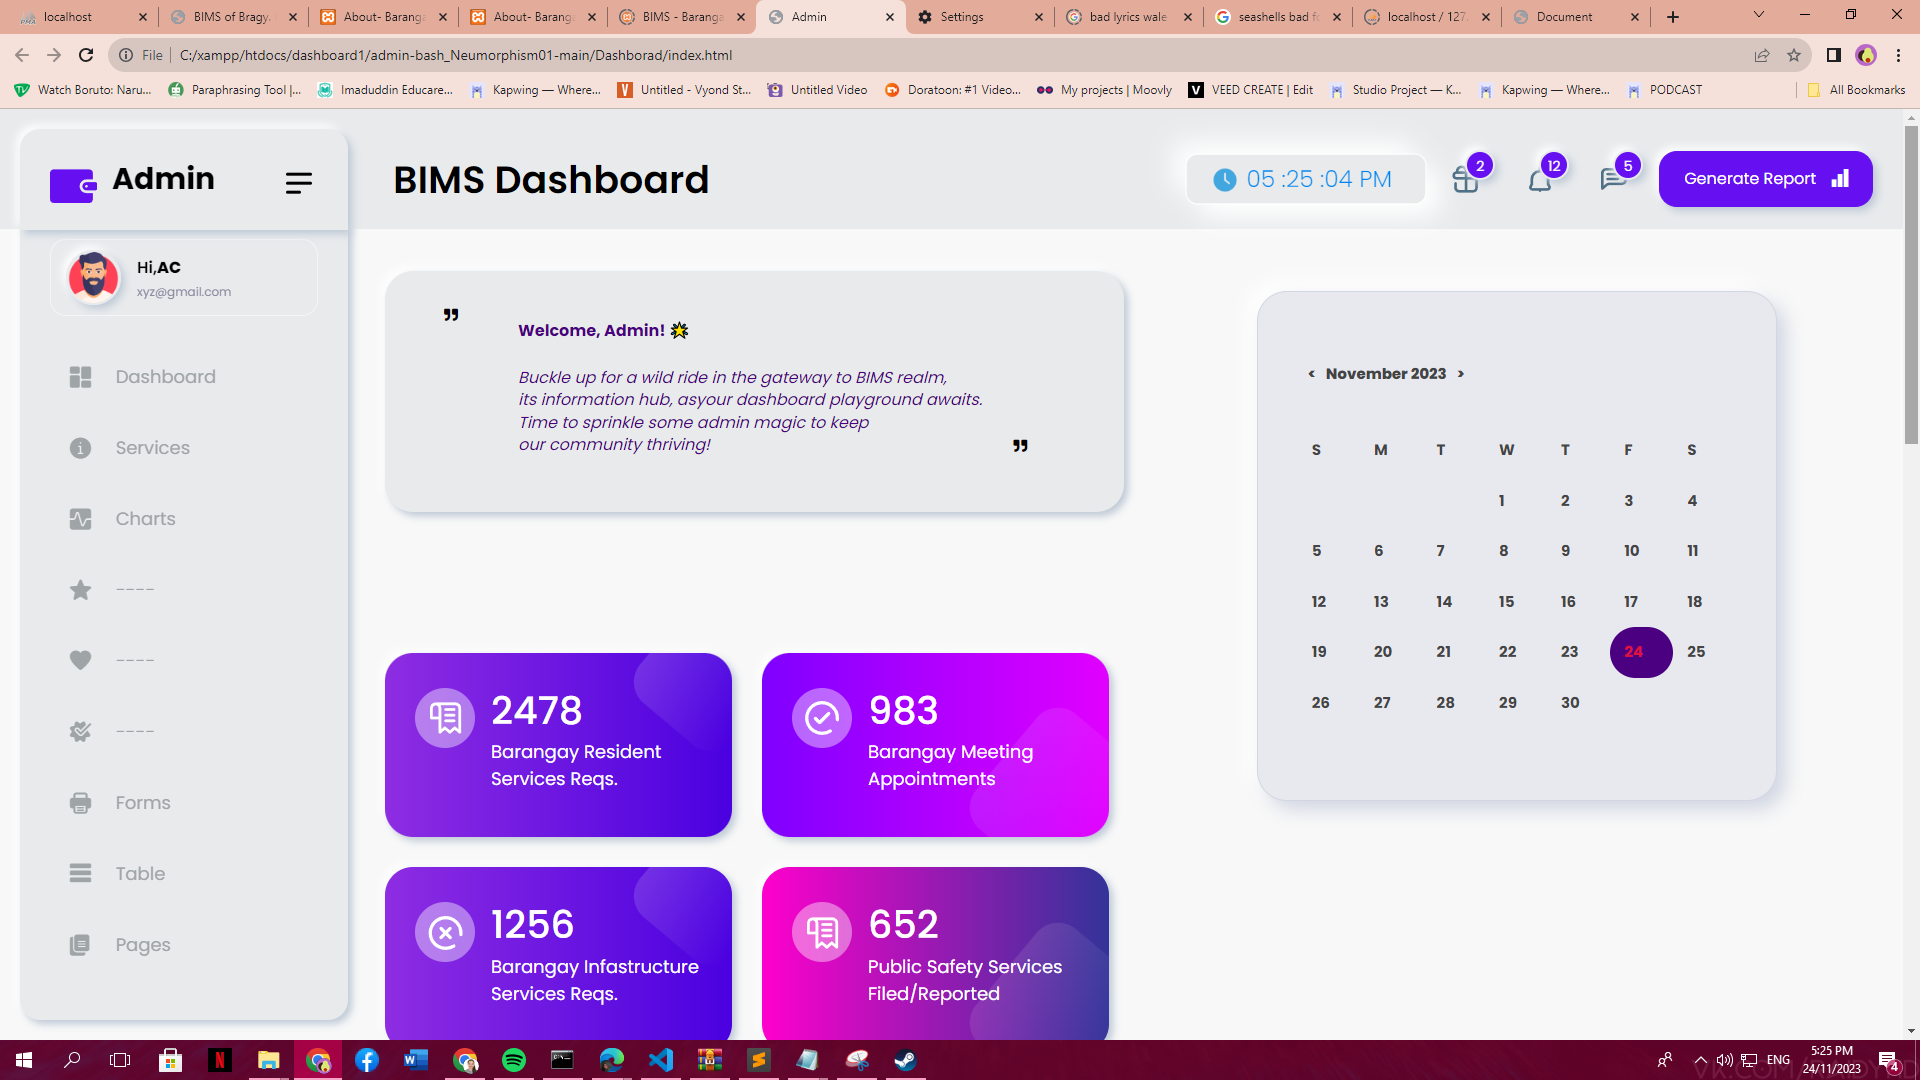 localhost
BIMS of Bragy.
About- Baranga
About- Baranga
BIMS - Baranga
Admin
Settings
bad lyrics wale
seashells bad fo
localhost / 127.
Document
File
C:/xampp/htdocs/dashboard1/admin-bash_Neumorphism01-main/Dashborad/index.html
Watch Boruto: Naru...
Paraphrasing Tool |...
Imaduddin Educare...
Kapwing — Where...
Untitled - Vyond St...
Untitled Video
Doratoon: #1 Video...
My projects | Moovly
VEED CREATE | Edit
Studio Project — K...
Kapwing — Where...
PODCAST
All Bookmarks
Admin
BIMS Dashboard
05 :25 :04 PM
2
12
5
Generate Report
Hi,AC
xyz@gmail.com
Dashboard
Services
Charts
----
----
----
Forms
Table
Pages
Welcome, Admin! 🌟
Buckle up for a wild ride in the gateway to BIMS realm,
its information hub, asyour dashboard playground awaits.
Time to sprinkle some admin magic to keep
our community thriving!
2478
Barangay Resident
Services Reqs.
983
Barangay Meeting
Appointments
1256
Barangay Infastructure
Services Reqs.
652
Public Safety Services
Filed/Reported
< November 2023 >
S M T W T F S
1 2 3 4
5 6 7 8 9 10 11
12 13 14 15 16 17 18
19 20 21 22 23 24 25
26 27 28 29 30
ENG
5:25 PM
24/11/2023
4